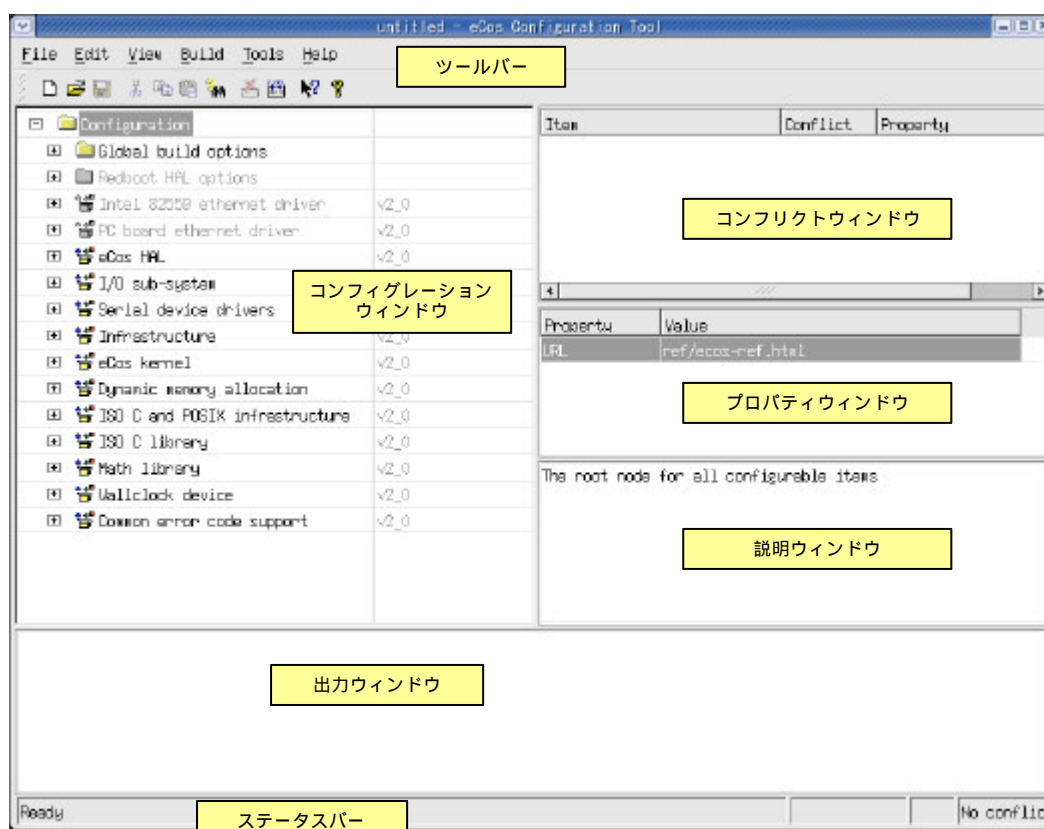 untitled - eCos Configuration Tool
File Edit View Build Tools Help
ツールバー
Configuration
Global build options
Redboot HAL options
Intel 82559 ethernet driver v2_0
PC board ethernet driver v2_0
eCos HAL v2_0
I/O sub-system
Serial device drivers
Infrastructure v2_0
eCos kernel v2_0
Dynamic memory allocation v2_0
ISO C and POSIX infrastructure v2_0
ISO C library v2_0
Math library v2_0
Wallclock device v2_0
Common error code support v2_0
コンフィグレーション
ウィンドウ
Item Conflict Property
コンフリクトウィンドウ
Property Value
URL ref/ecos-ref.html
プロパティウィンドウ
The root node for all configurable items
説明ウィンドウ
出力ウィンドウ
Ready
ステータスバー
No conflic